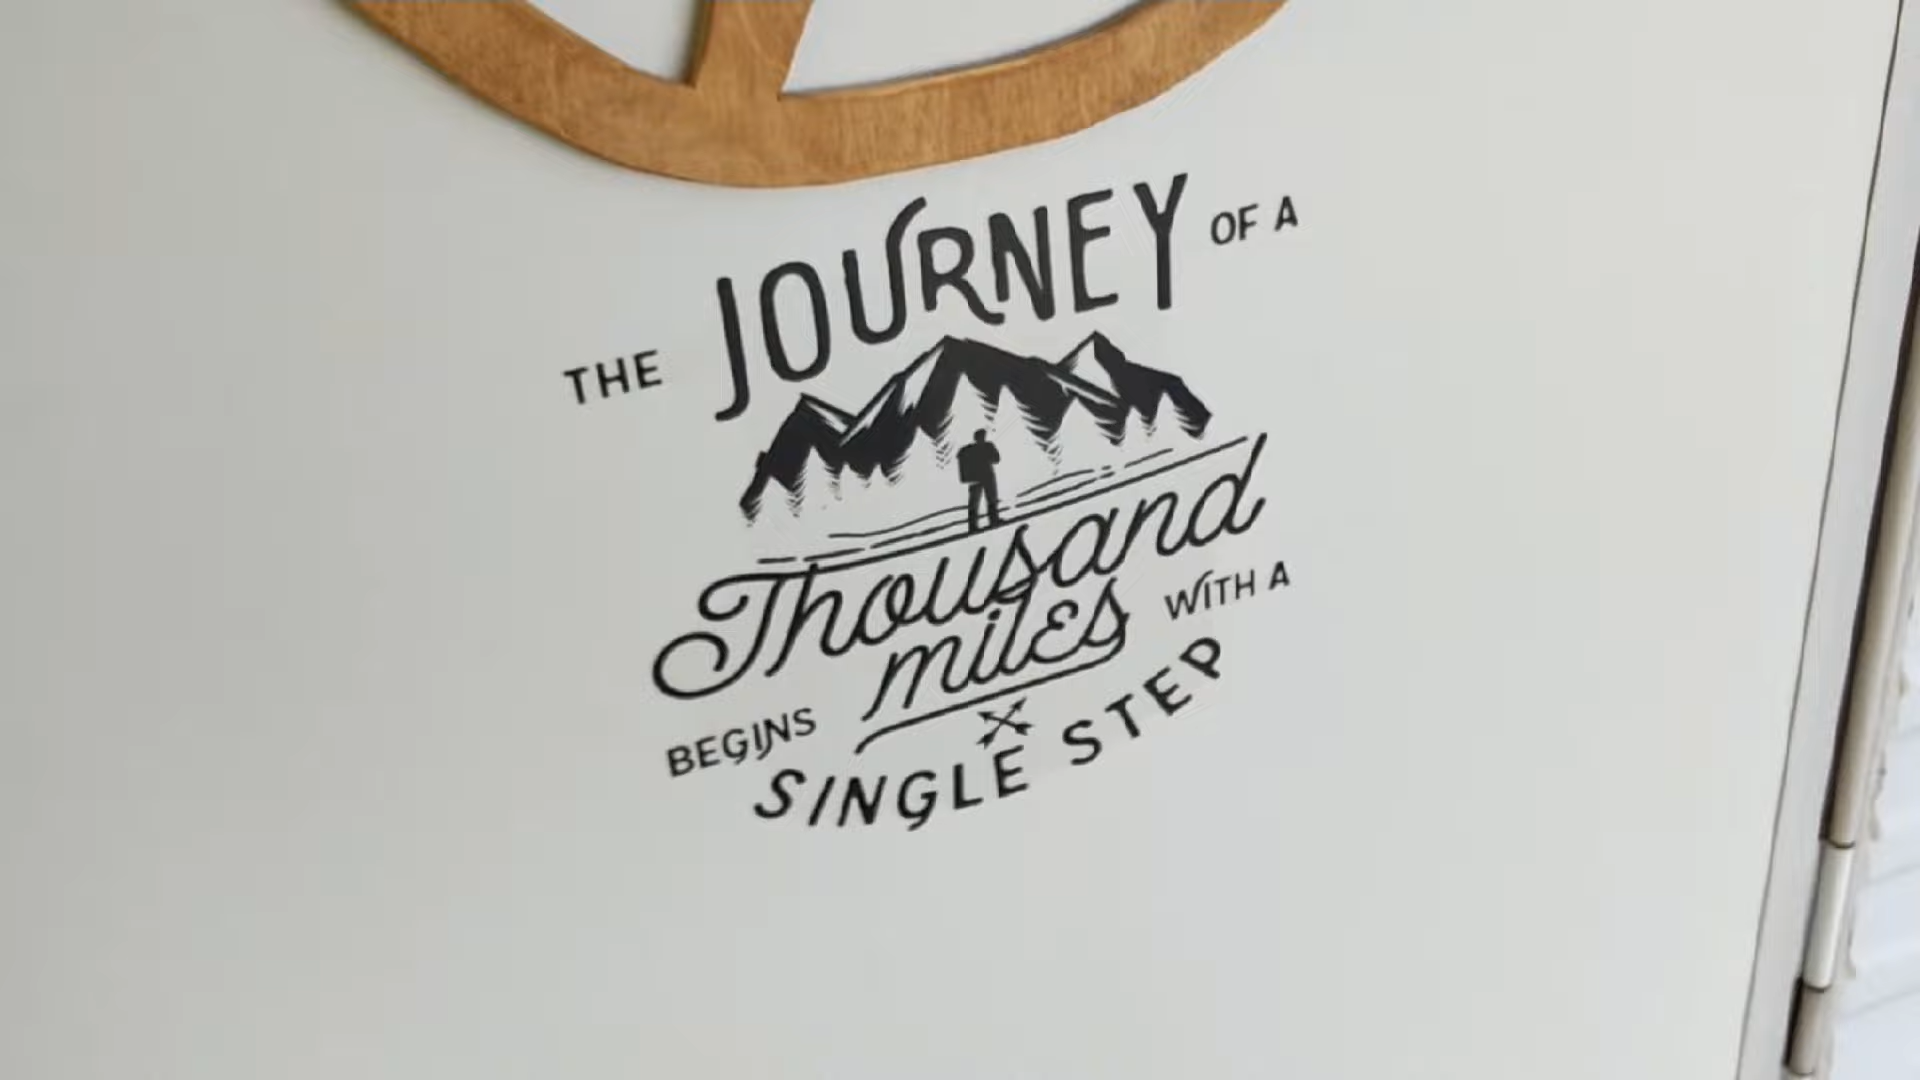 THE JOURNEY OF A
Thousand
miles
BEGINS WITH A
SINGLE STEP